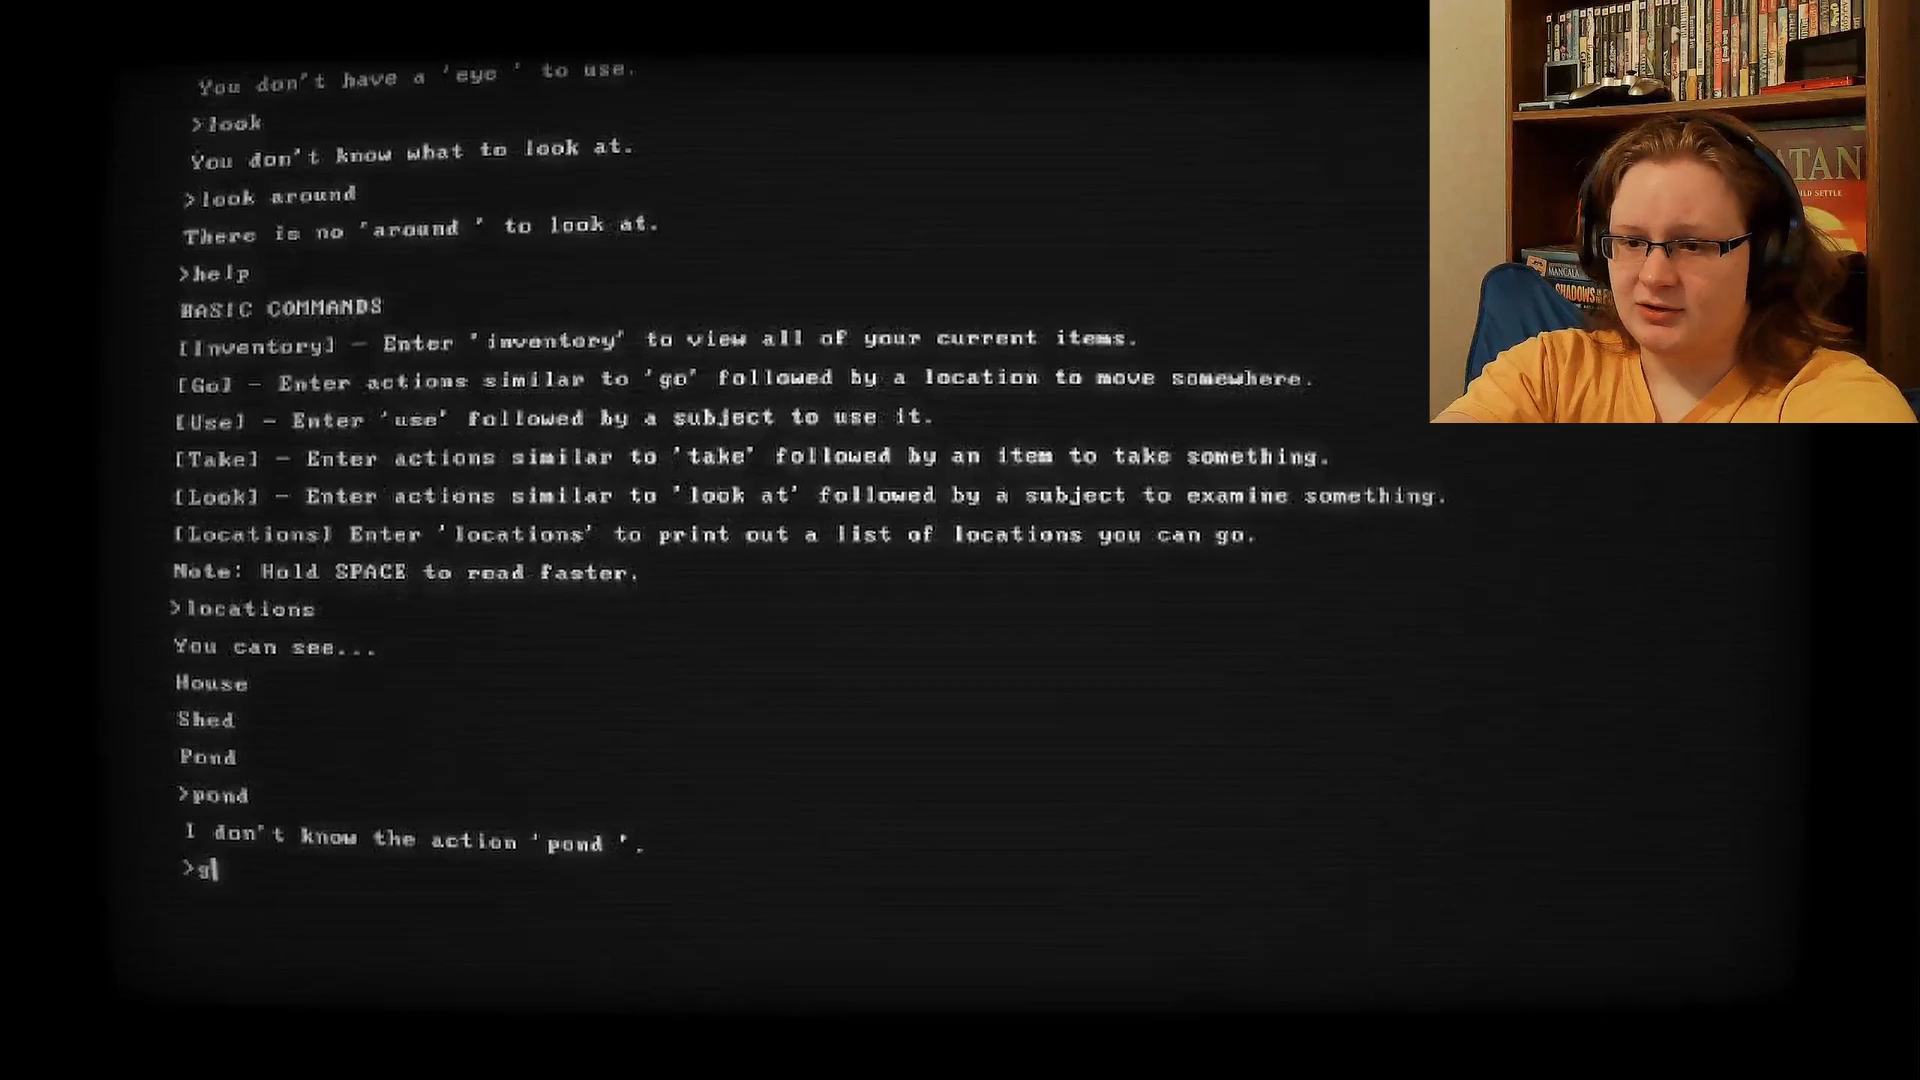 You don't have a 'eye ' to use.
>look
You don't know what to look at.
>look around
There is no 'around ' to look at.
>help
BASIC COMMANDS
[Inventory] - Enter 'inventory' to view all of your current items.
[Go] - Enter actions similar to 'go' followed by a location to move somewhere.
[Use] - Enter 'use' followed by a subject to use it.
[Take] - Enter actions similar to 'take' followed by an item to take something.
[Look] - Enter actions similar to 'look at' followed by a subject to examine something.
[Locations] Enter 'locations' to print out a list of locations you can go.
Note: Hold SPACE to read faster.
>locations
You can see...
House
Shed
Pond
>pond
I don't know the action 'pond '.
>g
TAN
SETTLE
MANCALA
SHADOWS